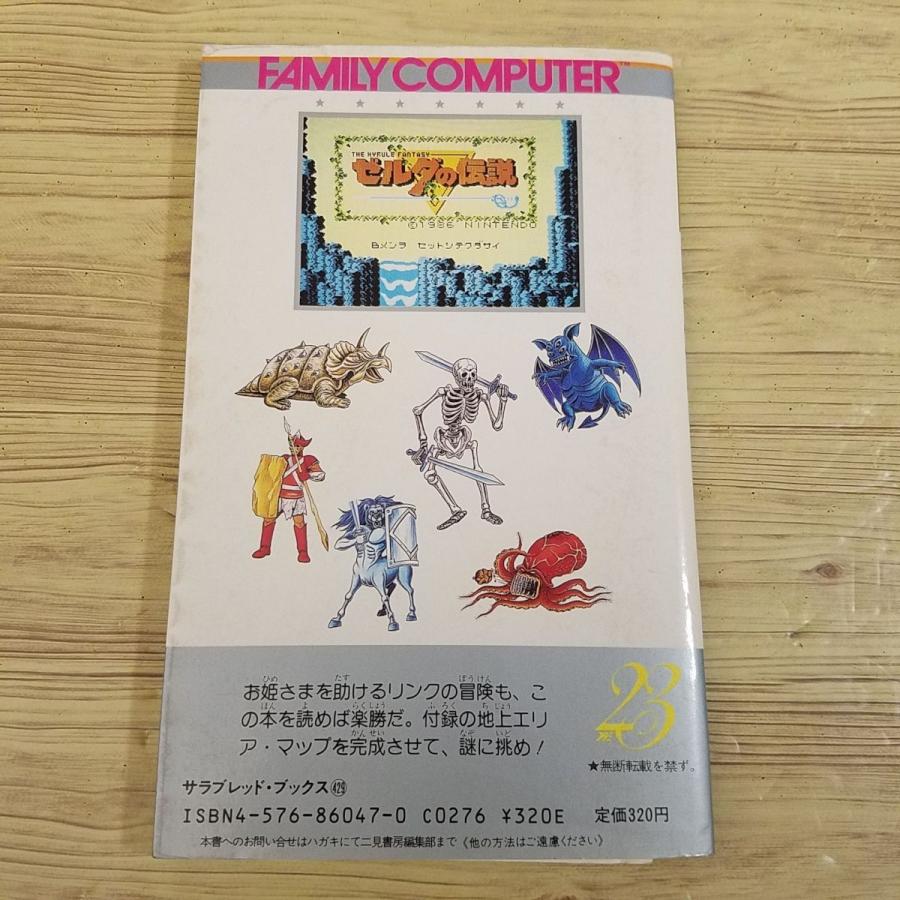 FAMILY COMPUTER™
THE HYRULE FANTASY
ゼルダの伝説
©1986 NINTENDO
Bメンヲ セットシテクダサイ
お姫さまを助けるリンクの冒険も、こ
の本を読めば楽勝だ。付録の地上エリ
ア・マップを完成させて、謎に挑め!
23
★無断転載を禁ず。
サラブレッド・ブックス429
ISBN4-576-86047-0 C0276 ¥320E 定価320円
本書へのお問い合せはハガキにて二見書房編集部まで《他の方法はご遠慮ください》